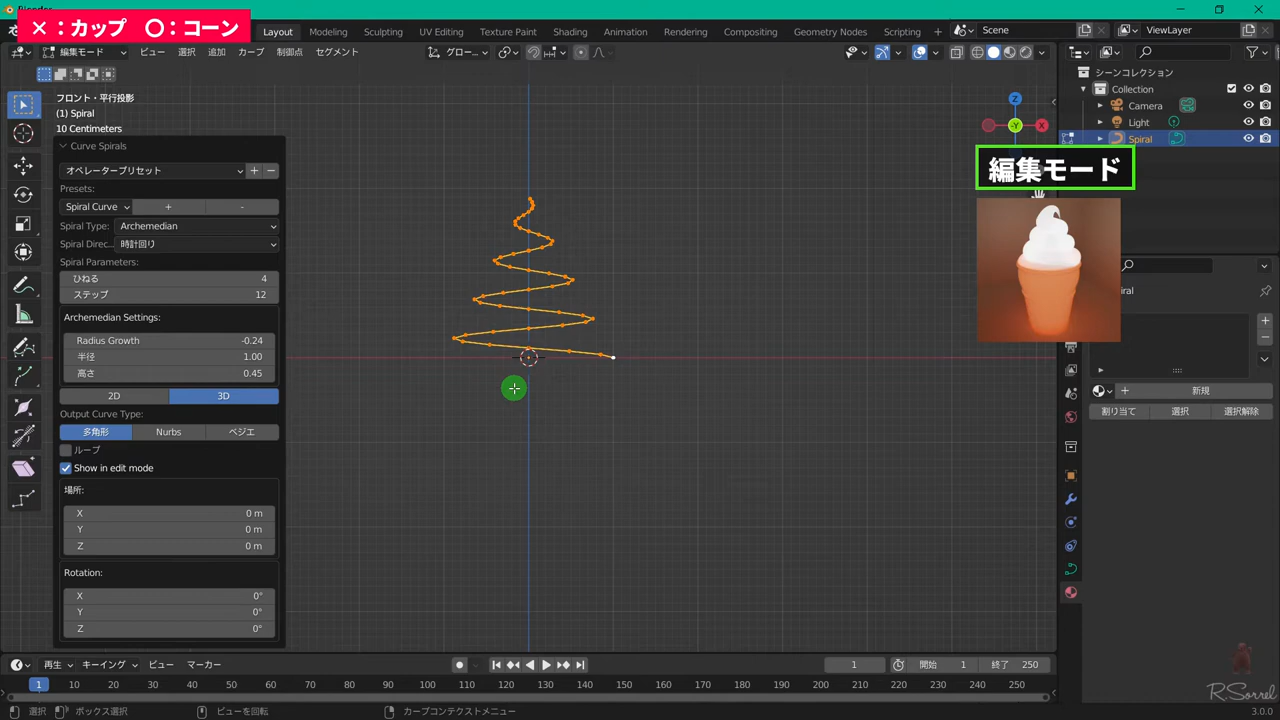 Blender
×：カップ　〇：コーン
Layout
Modeling
Sculpting
UV Editing
Texture Paint
Shading
Animation
Rendering
Compositing
Geometry Nodes
Scripting
+
Scene
ViewLayer
編集モード
ビュー
選択
追加
カーブ
制御点
セグメント
グロー...
シーンコレクション
Collection
Camera
Light
Spiral
フロント・平行投影
(1) Spiral
10 Centimeters
Z
X
-Y
編集モード
Curve Spirals
オペレータープリセット
Presets:
Spiral Curve
+
-
Spiral Type:
Archemedian
Spiral Direc...
時計回り
Spiral Parameters:
ひねる 4
ステップ 12
Archemedian Settings:
Radius Growth -0.24
半径 1.00
高さ 0.45
2D
3D
Output Curve Type:
多角形
Nurbs
ベジエ
ループ
Show in edit mode
場所:
X 0 m
Y 0 m
Z 0 m
Rotation:
X 0°
Y 0°
Z 0°
iral
新規
割り当て
選択
選択解除
再生
キーイング
ビュー
マーカー
1
開始 1
終了 250
1
10
20
30
40
50
60
70
80
90
100
110
120
130
140
150
160
170
180
190
200
210
220
230
240
250
選択
ボックス選択
ビューを回転
カーブコンテクストメニュー
R.Sorrel
3.0.0